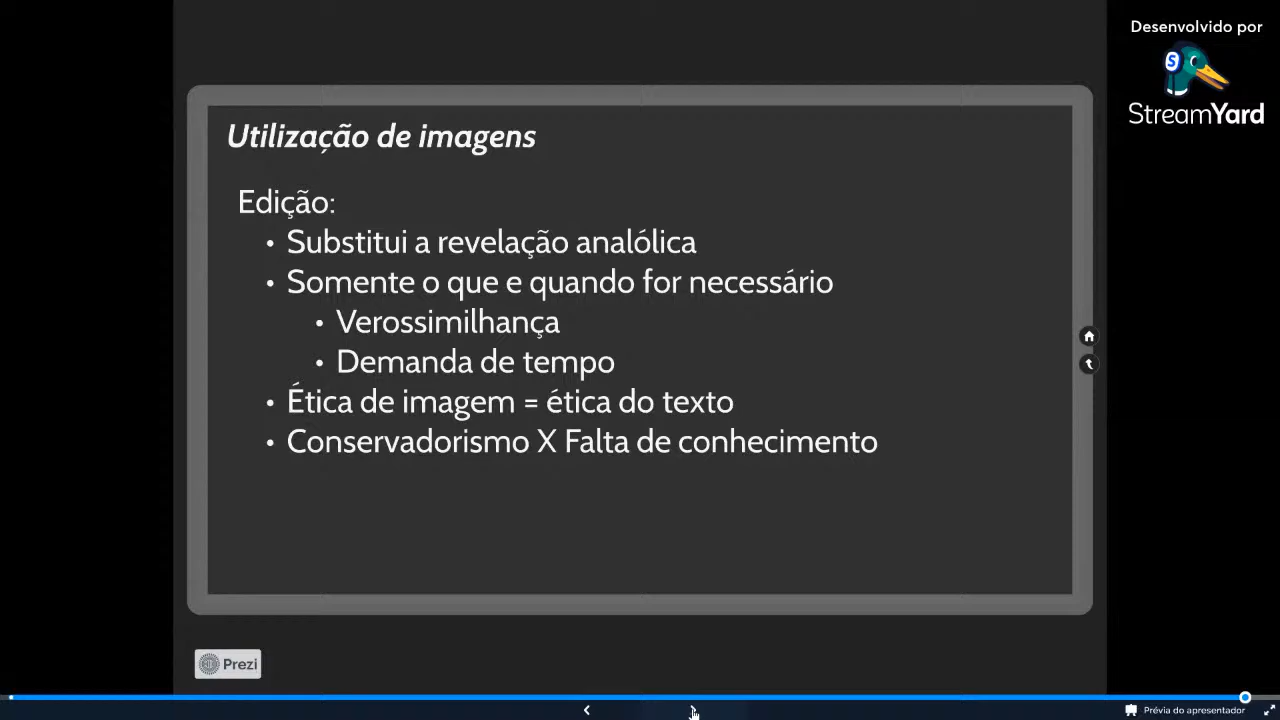 Desenvolvido por
StreamYard
Utilização de imagens
Edição:
• Substitui a revelação analólica
• Somente o que e quando for necessário
• Verossimilhança
• Demanda de tempo
• Ética de imagem = ética do texto
• Conservadorismo X Falta de conhecimento
Prezi
Prévia do apresentador